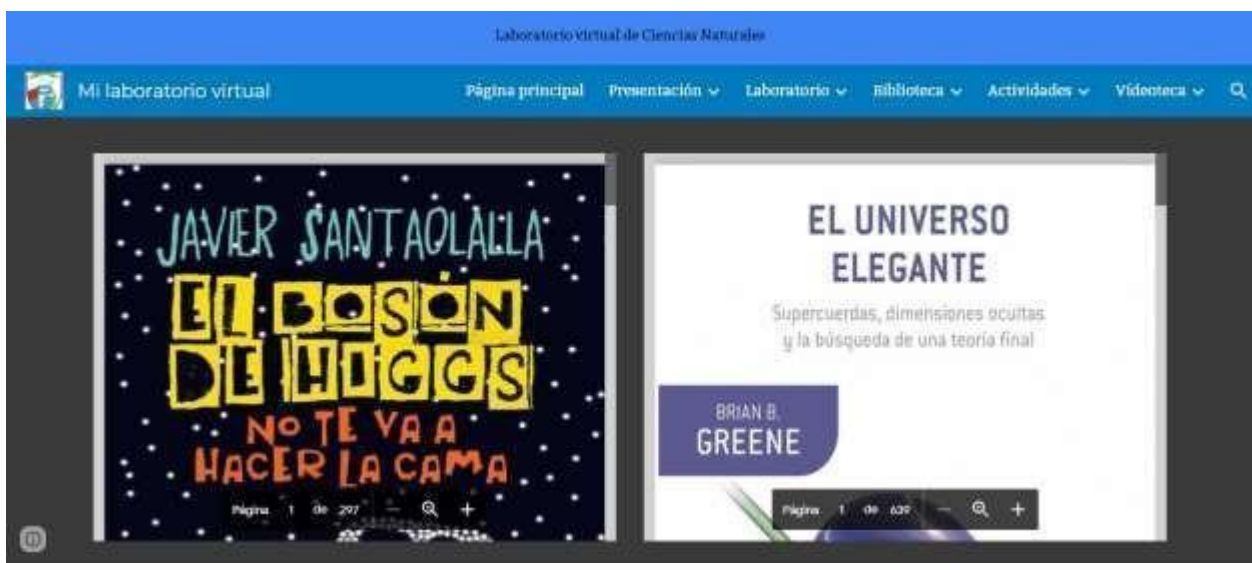 Laboratorio virtual de Ciencias Naturales
Mi laboratorio virtual
Página principal Presentación Laboratorio Biblioteca Actividades Vídeoteca
JAVIER SANTAOLALLA
EL BOSÓN
DE HIGGS
NO TE VA A
HACER LA CAMA
Página 1 de 297
EL UNIVERSO
ELEGANTE
Supercuerdas, dimensiones ocultas
y la búsqueda de una teoría final
BRIAN B.
GREENE
Página 1 de 639